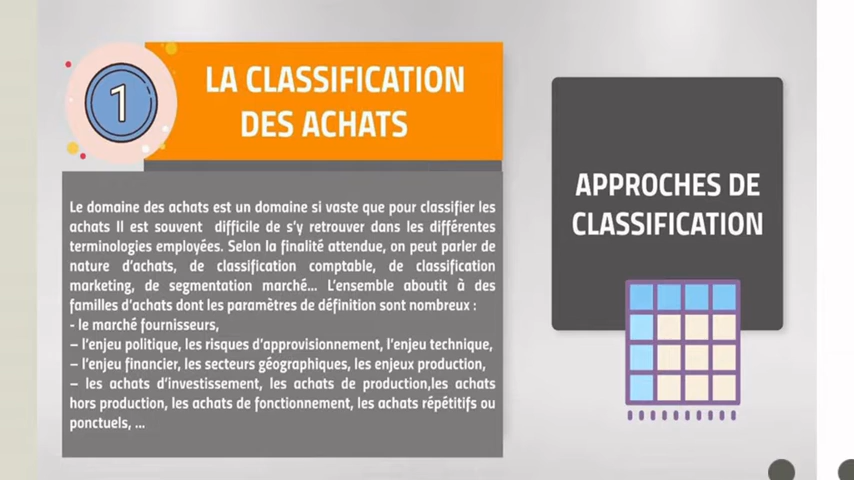 1
LA CLASSIFICATION
DES ACHATS
Le domaine des achats est un domaine si vaste que pour classifier les
achats Il est souvent difficile de s'y retrouver dans les différentes
terminologies employées. Selon la finalité attendue, on peut parler de
nature d'achats, de classification comptable, de classification
marketing, de segmentation marché... L'ensemble aboutit à des
familles d'achats dont les paramètres de définition sont nombreux :
- le marché fournisseurs,
– l'enjeu politique, les risques d'approvisionnement, l'enjeu technique,
– l'enjeu financier, les secteurs géographiques, les enjeux production,
– les achats d'investissement, les achats de production,les achats
hors production, les achats de fonctionnement, les achats répétitifs ou
ponctuels, ...
APPROCHES DE
CLASSIFICATION